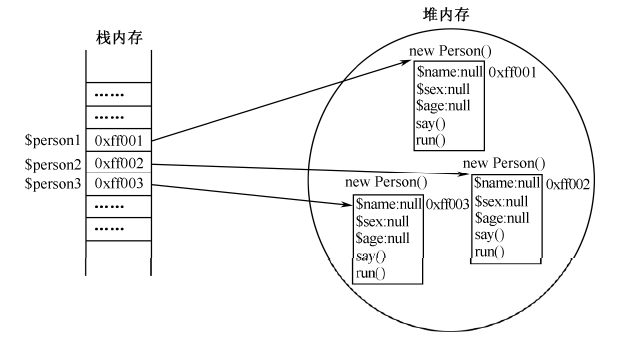 栈内存
……
……
$person1 0xff001
$person2 0xff002
$person3 0xff003
……
……
堆内存
new Person()
$name:null 0xff001
$sex:null
$age:null
say()
run()
new Person()
$name:null 0xff002
$sex:null
$age:null
say()
run()
new Person()
$name:null 0xff003
$sex:null
$age:null
say()
run()